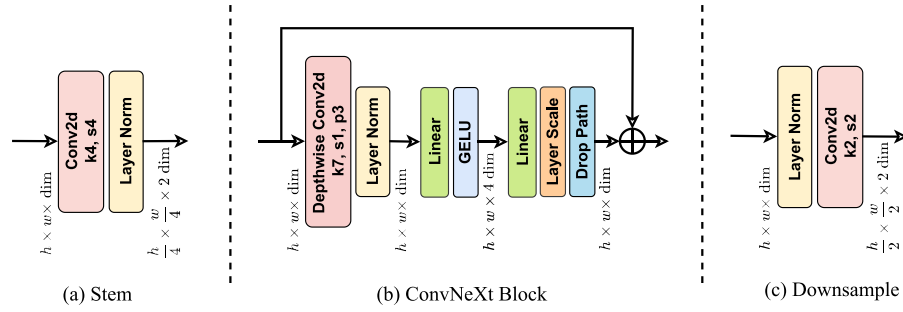 Conv2d
k4, s4
Layer Norm
h × w × dim
h/4 × w/4 × 2 dim
(a) Stem
Depthwise Conv2d
k7, s1, p3
Layer Norm
Linear
GELU
Linear
Layer Scale
Drop Path
h × w × dim
h × w × dim
h × w × 4 dim
h × w × dim
(b) ConvNeXt Block
Layer Norm
Conv2d
k2, s2
h × w × dim
h/2 × w/2 × 2 dim
(c) Downsample